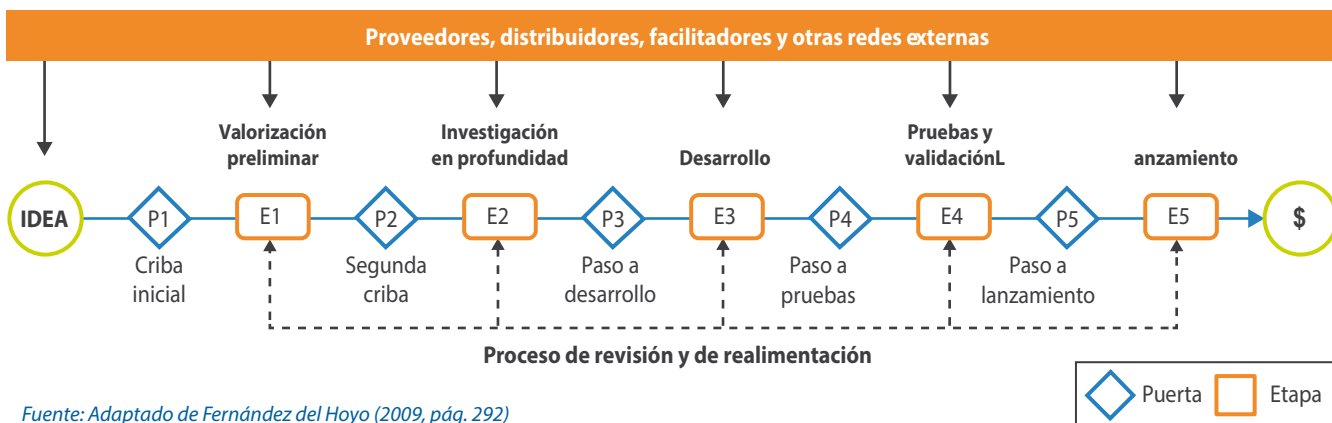 Proveedores, distribuidores, facilitadores y otras redes externas
Valorización
preliminar
Investigación
en profundidad
Desarrollo
Pruebas y
validaciónL
anzamiento
IDEA
P1
E1
P2
E2
P3
E3
P4
E4
P5
E5
$
Criba
inicial
Segunda
criba
Paso a
desarrollo
Paso a
pruebas
Paso a
lanzamiento
Proceso de revisión y de realimentación
Puerta
Etapa
Fuente: Adaptado de Fernández del Hoyo (2009, pág. 292)